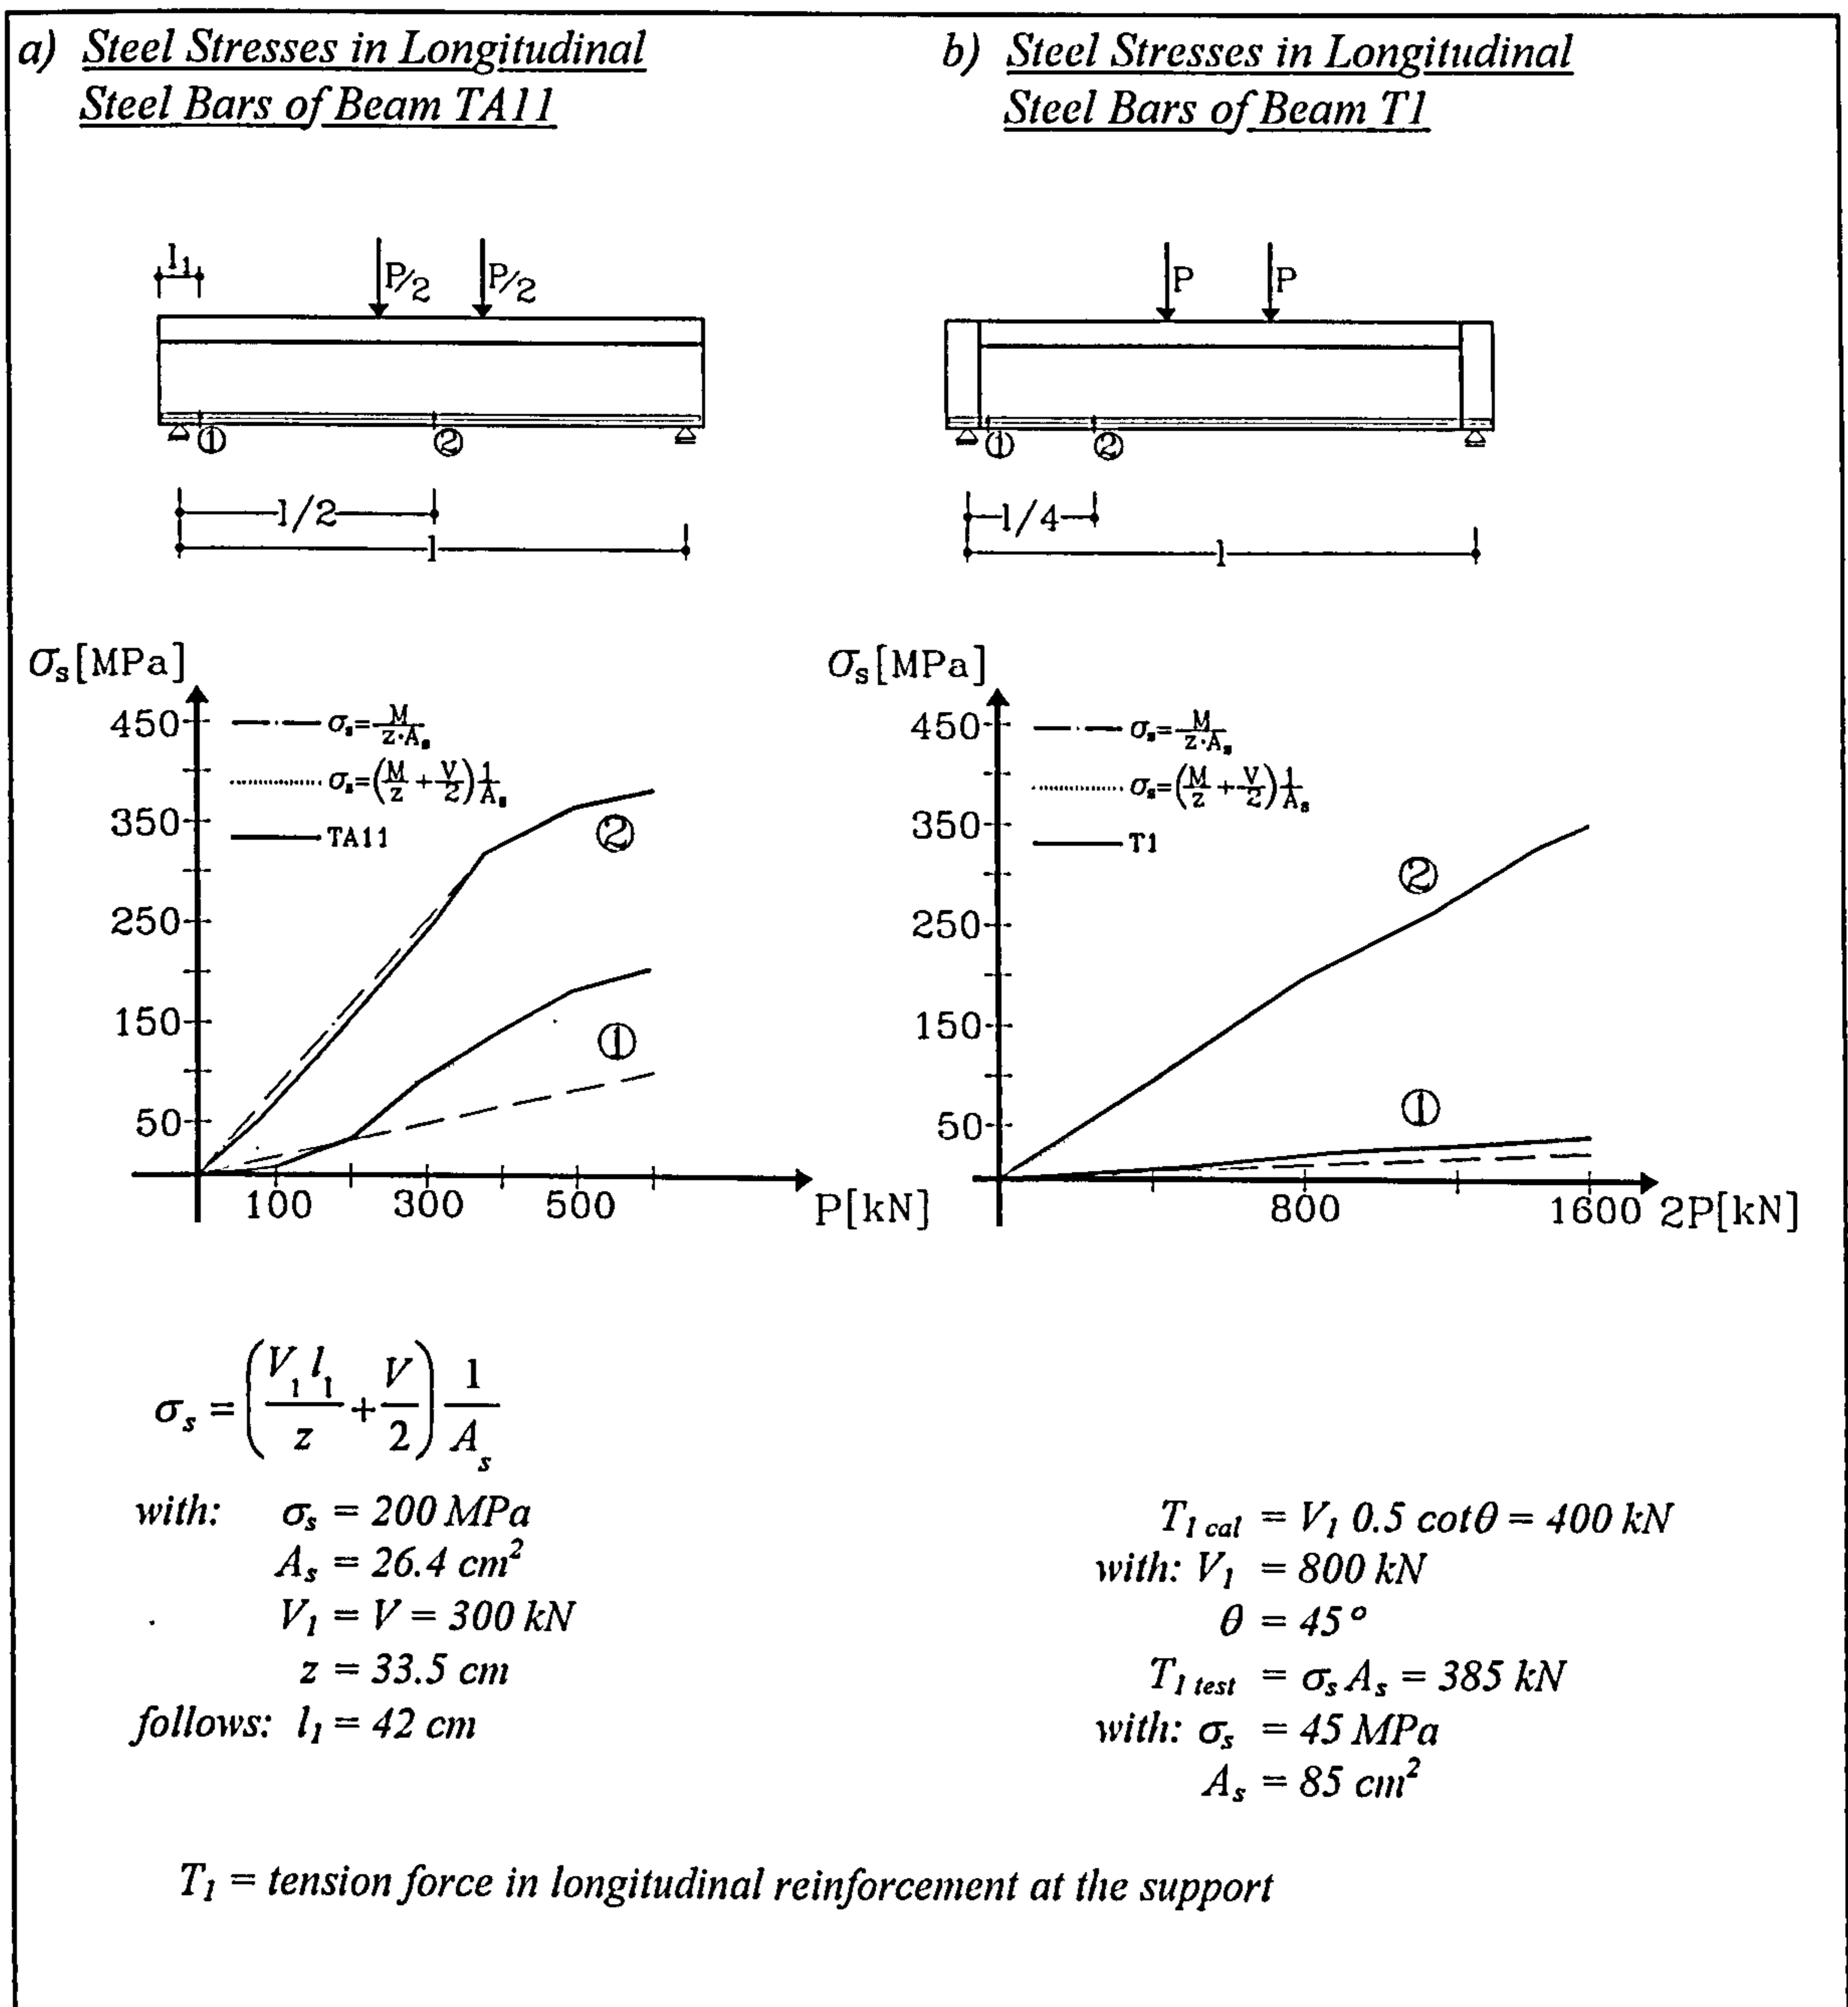 a) Steel Stresses in Longitudinal
Steel Bars of Beam TA11
b) Steel Stresses in Longitudinal
Steel Bars of Beam T1
l₁
P/2
P/2
①
②
l/2
l
P
P
①
②
l/4
l
σₛ[MPa]
450
350
250
150
50
σₛ=M/(z·Aₛ)
σₛ=(M/z+V/2)1/Aₛ
TA11
②
①
100
300
500
P[kN]
σₛ[MPa]
450
350
250
150
50
σₛ=M/(z·Aₛ)
σₛ=(M/z+V/2)1/Aₛ
T1
②
①
800
1600
2P[kN]
σₛ = (V₁ l₁/z + V/2) 1/Aₛ
with: σₛ = 200 MPa
Aₛ = 26.4 cm²
V₁ = V = 300 kN
z = 33.5 cm
follows: l₁ = 42 cm
T₁ cal = V₁ 0.5 cotθ = 400 kN
with: V₁ = 800 kN
θ = 45°
T₁ test = σₛ Aₛ = 385 kN
with: σₛ = 45 MPa
Aₛ = 85 cm²
T₁ = tension force in longitudinal reinforcement at the support